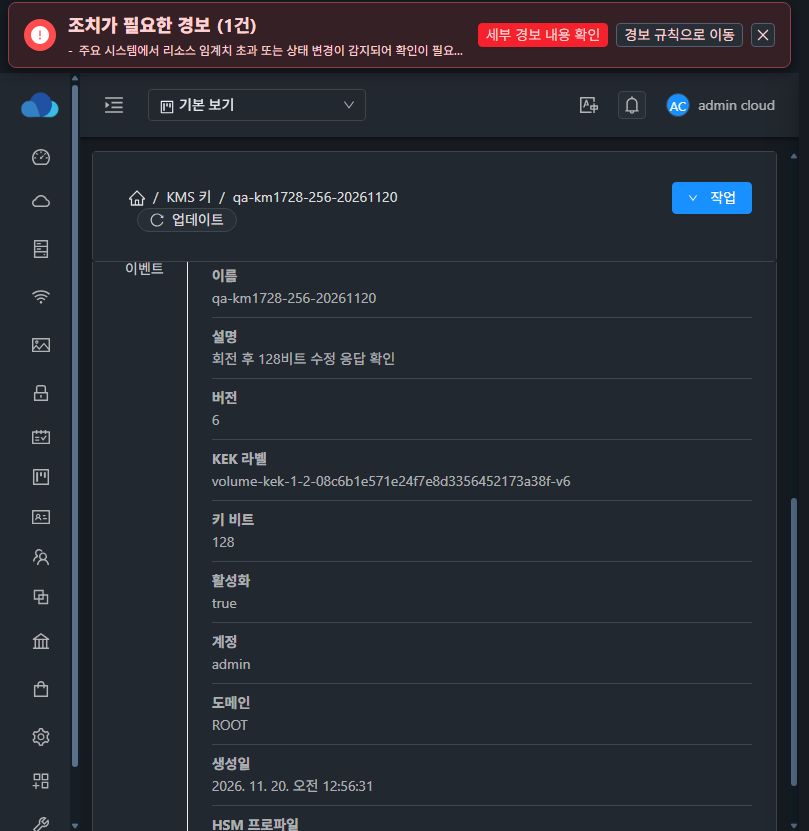 조치가 필요한 경보 (1건)
- 주요 시스템에서 리소스 임계치 초과 또는 상태 변경이 감지되어 확인이 필요...
세부 경보 내용 확인
경보 규칙으로 이동
기본 보기
AC
admin cloud
/ KMS 키 / qa-km1728-256-20261120
업데이트
작업
이벤트
이름
qa-km1728-256-20261120
설명
회전 후 128비트 수정 응답 확인
버전
6
KEK 라벨
volume-kek-1-2-08c6b1e571e24f7e8d3356452173a38f-v6
키 비트
128
활성화
true
계정
admin
도메인
ROOT
생성일
2026. 11. 20. 오전 12:56:31
HSM 프로파일